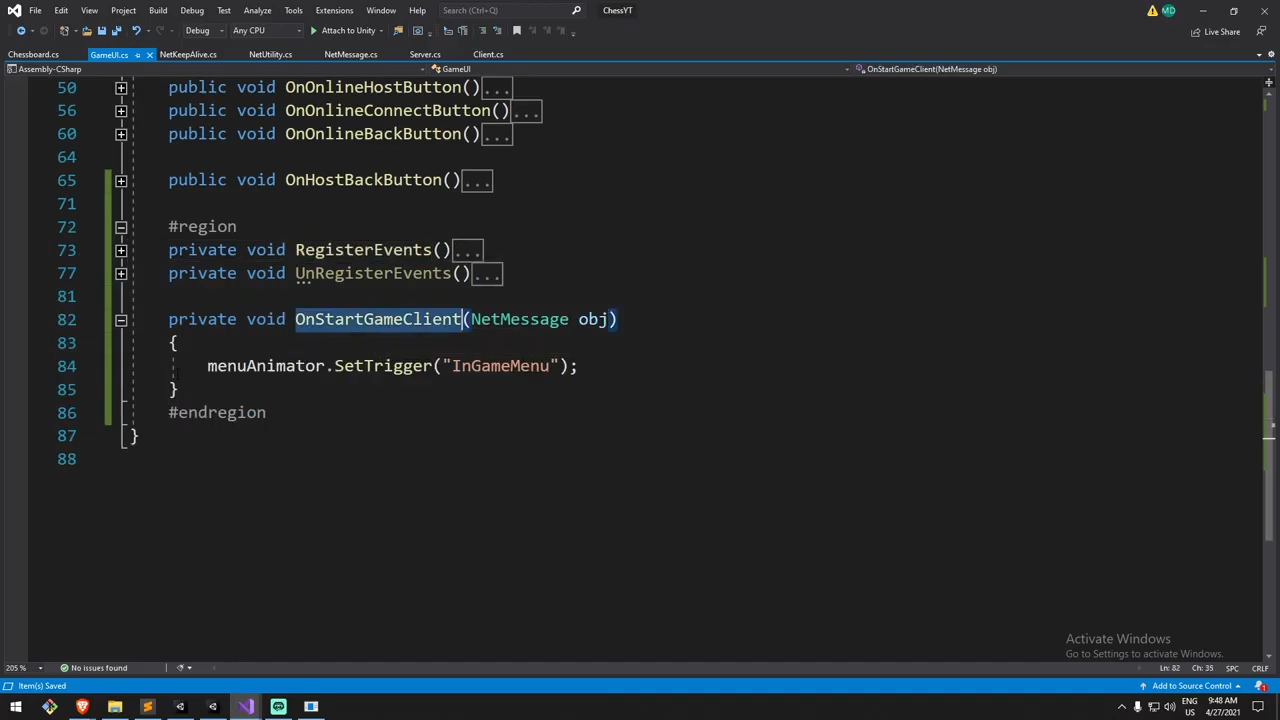 File Edit View Project Build Debug Test Analyze Tools Extensions Window Help Search (Ctrl+Q) ChessYT MD
Debug Any CPU Attach to Unity Live Share
Chessboard.cs GameUI.cs NetKeepAlive.cs NetUtility.cs NetMessage.cs Server.cs Client.cs
Assembly-CSharp GameUI OnStartGameClient(NetMessage obj)
50 public void OnOnlineHostButton()...
56 public void OnOnlineConnectButton()...
60 public void OnOnlineBackButton()...
64
65 public void OnHostBackButton()...
71
72 #region
73 private void RegisterEvents()...
77 private void UnRegisterEvents()...
81
82 private void OnStartGameClient(NetMessage obj)
83 {
84 menuAnimator.SetTrigger("InGameMenu");
85 }
86 #endregion
87 }
88
Activate Windows
Go to Settings to activate Windows.
205 % No issues found Ln: 82 Ch: 35 SPC CRLF
Item(s) Saved Add to Source Control 1
ENG 9:48 AM
US 4/27/2021